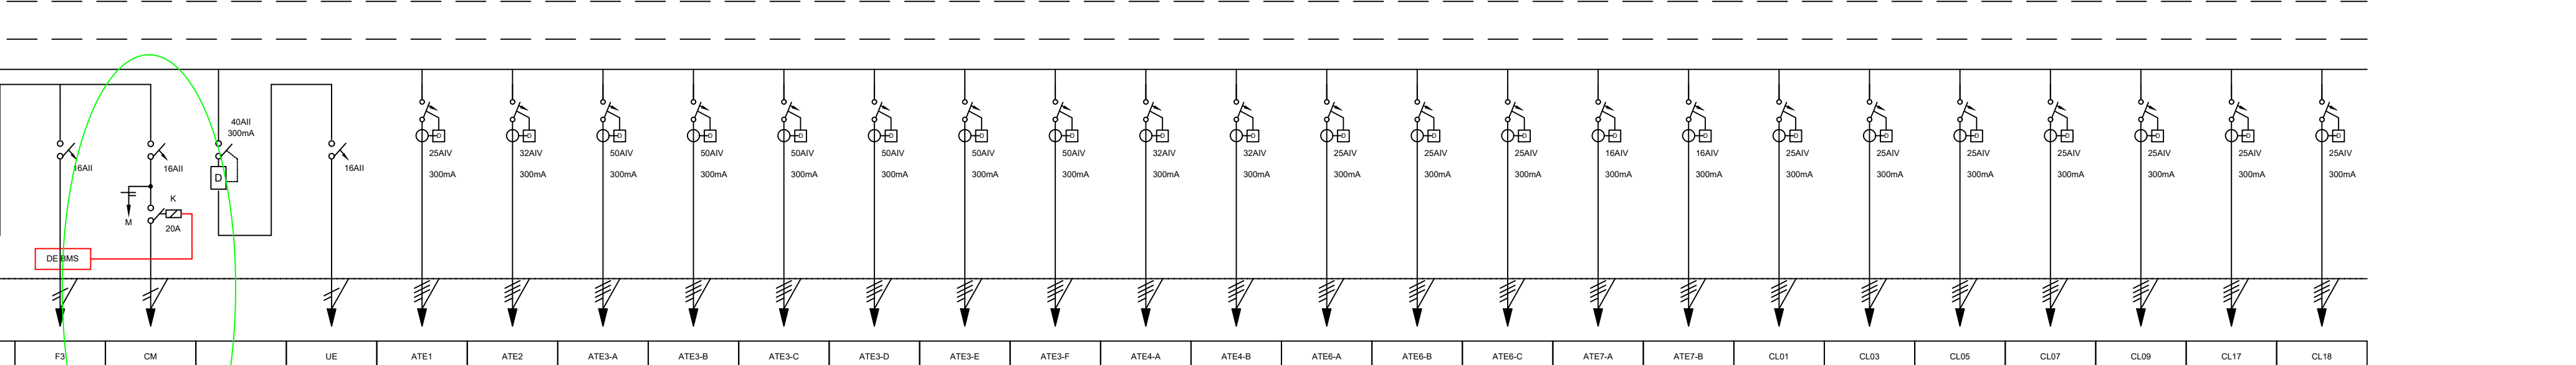 40AII
300mA
16AII
16AII
D
16AII
K
M
20A
DE BMS
25AIV 32AIV 50AIV 50AIV 50AIV 50AIV 50AIV 50AIV 32AIV 32AIV 25AIV 25AIV 25AIV 16AIV 16AIV 25AIV 25AIV 25AIV 25AIV 25AIV 25AIV 25AIV
300mA 300mA 300mA 300mA 300mA 300mA 300mA 300mA 300mA 300mA 300mA 300mA 300mA 300mA 300mA 300mA 300mA 300mA 300mA 300mA 300mA 300mA
F3 CM UE ATE1 ATE2 ATE3-A ATE3-B ATE3-C ATE3-D ATE3-E ATE3-F ATE4-A ATE4-B ATE6-A ATE6-B ATE6-C ATE7-A ATE7-B CL01 CL03 CL05 CL07 CL09 CL17 CL18